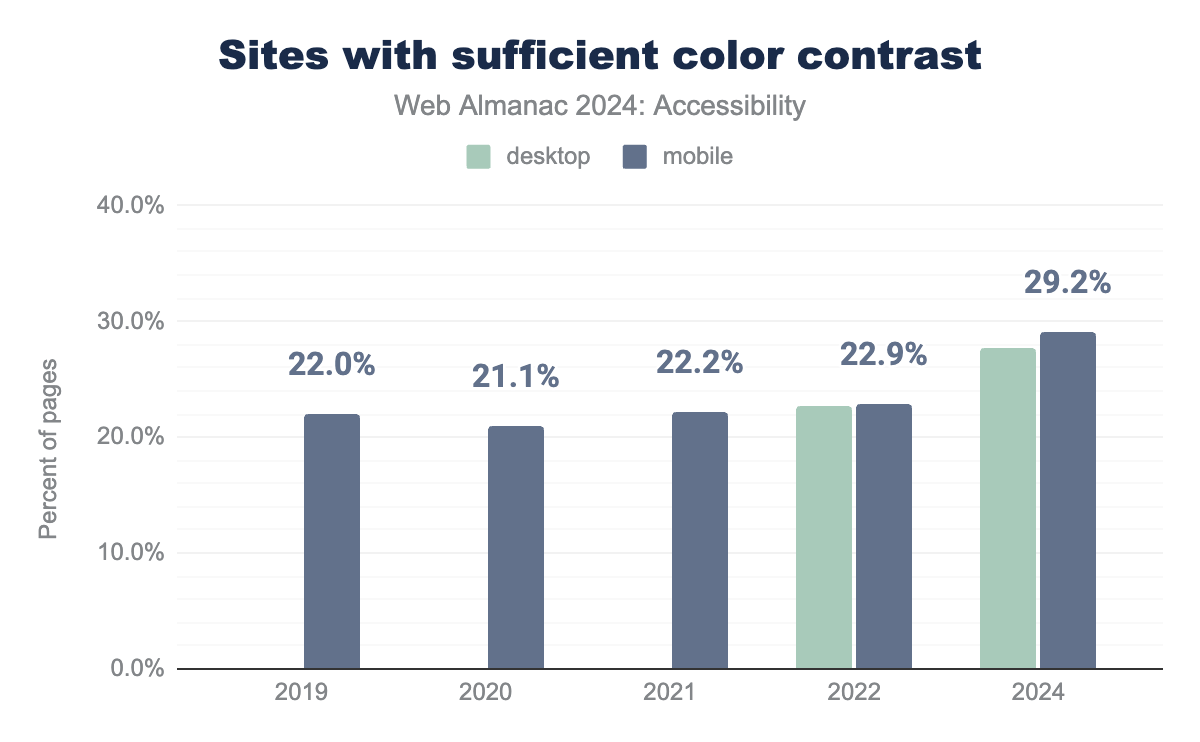 Sites with sufficient color contrast
Web Almanac 2024: Accessibility
desktop mobile
40.0%
30.0%
20.0%
10.0%
0.0%
Percent of pages
22.0%
21.1%
22.2%
22.9%
29.2%
2019 2020 2021 2022 2024